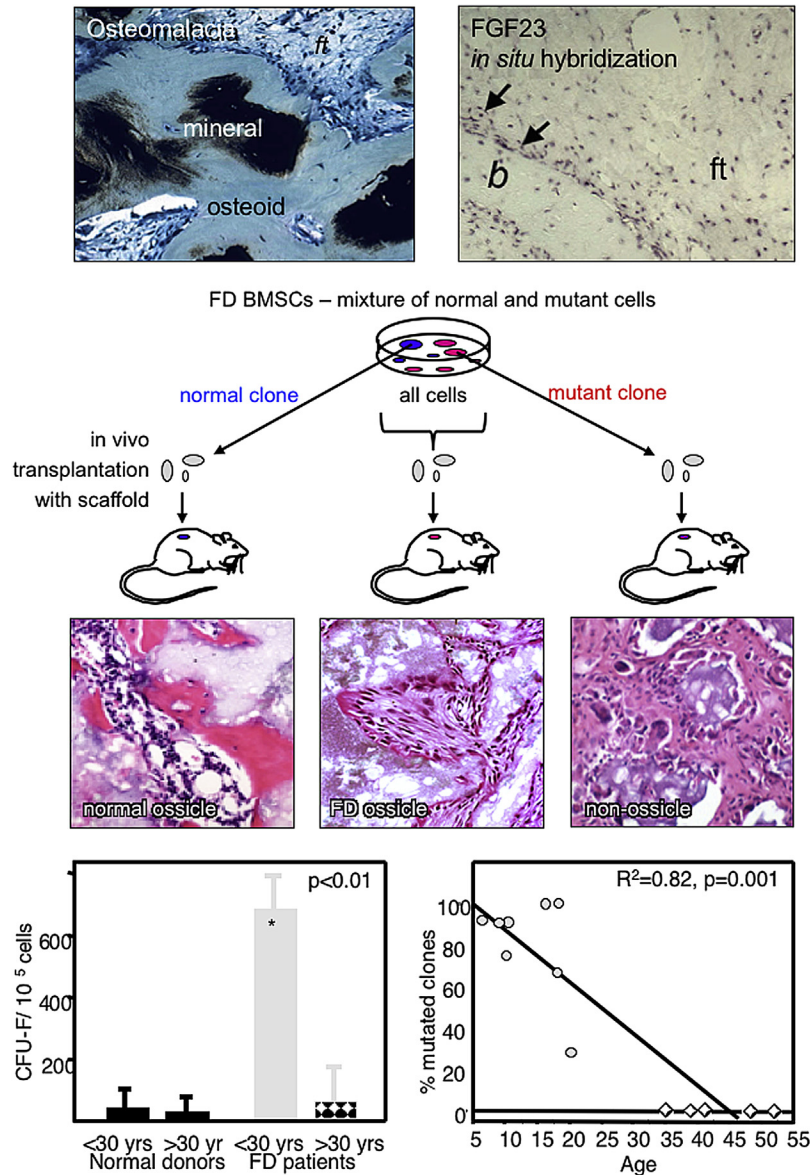 Osteomalacia
ft
mineral
osteoid
FGF23
in situ hybridization
b
ft
FD BMSCs – mixture of normal and mutant cells
normal clone
all cells
mutant clone
in vivo
transplantation
with scaffold
normal ossicle
FD ossicle
non-ossicle
p<0.01
CFU-F/ 10 5 cells
600
400
200
<30 yrs >30 yr <30 yrs >30 yrs
Normal donors FD patients
R2=0.82, p=0.001
% mutated clones
100
80
60
40
20
0
5 10 15 20 25 30 35 40 45 50 55
Age